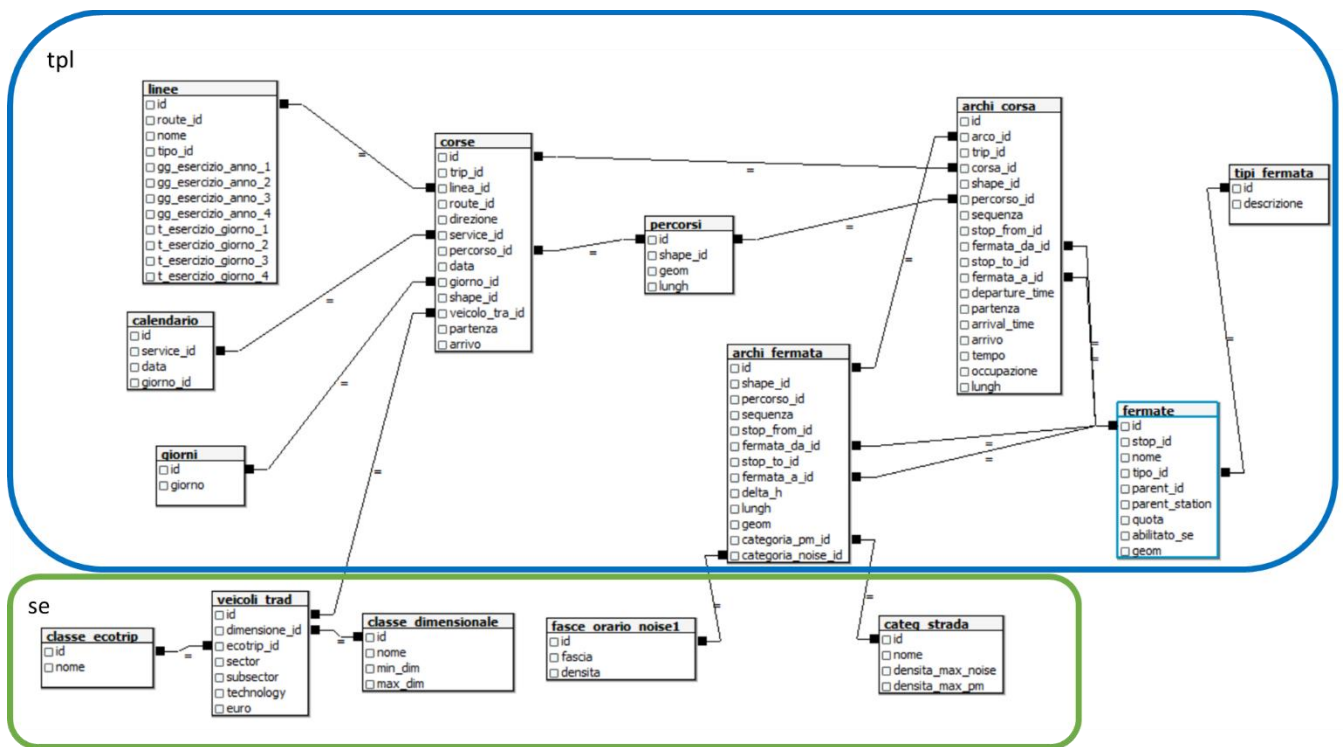 tpl
linee
id
route_id
nome
tipo_id
gg_esercizio_anno_1
gg_esercizio_anno_2
gg_esercizio_anno_3
gg_esercizio_anno_4
t_esercizio_giorno_1
t_esercizio_giorno_2
t_esercizio_giorno_3
t_esercizio_giorno_4
calendario
id
service_id
data
giorno_id
giorni
id
giorno
corse
id
trip_id
linea_id
route_id
direzione
service_id
percorso_id
data
giorno_id
shape_id
veicolo_tra_id
partenza
arrivo
percorsi
id
shape_id
geom
lungh
archi_fermata
id
shape_id
percorso_id
sequenza
stop_from_id
fermata_da_id
stop_to_id
fermata_a_id
delta_h
lungh
geom
categoria_pm_id
categoria_noise_id
archi_corsa
id
arco_id
trip_id
corsa_id
shape_id
percorso_id
sequenza
stop_from_id
fermata_da_id
stop_to_id
fermata_a_id
departure_time
partenza
arrival_time
arrivo
tempo
occupazione
lungh
tipi_fermata
id
descrizione
fermate
id
stop_id
nome
tipo_id
parent_id
parent_station
quota
abilitato_se
geom
se
classe_ecotrip
id
nome
veicoli_trad
id
dimensione_id
ecotrip_id
sector
subsector
technology
euro
classe_dimensionale
id
nome
min_dim
max_dim
fasce_orario_noise1
id
fascia
densita
categ_strada
id
nome
densita_max_noise
densita_max_pm